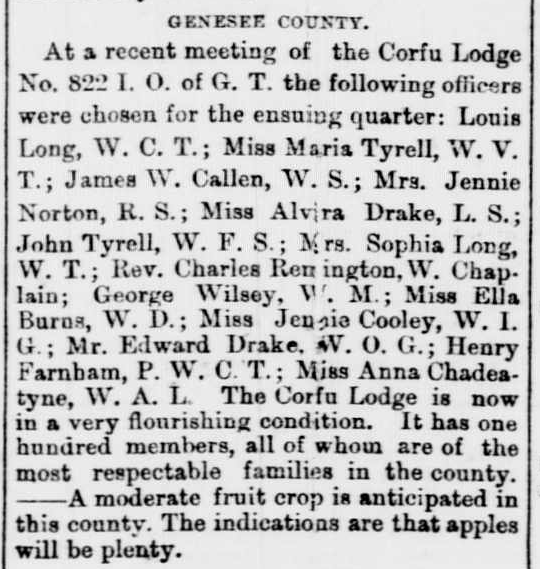 GENESEE COUNTY.
At a recent meeting of the Corfu Lodge
No. 822 I. O. of G. T. the following officers
were chosen for the ensuing quarter: Louis
Long, W. C. T.; Miss Maria Tyrell, W. V.
T.; James W. Callen, W. S.; Mrs. Jennie
Norton, R. S.; Miss Alvira Drake, L. S.;
John Tyrell, W. F. S.; Mrs. Sophia Long,
W. T.; Rev. Charles Remington, W. Chap-
lain; George Wilsey, W. M.; Miss Ella
Burns, W. D.; Miss Jennie Cooley, W. I.
G.; Mr. Edward Drake, W. O. G.; Henry
Farnham, P. W. C. T.; Miss Anna Chadea-
tyne, W. A. L. The Corfu Lodge is now
in a very flourishing condition. It has one
hundred members, all of whom are of the
most respectable families in the county.
——A moderate fruit crop is anticipated in
this county. The indications are that apples
will be plenty.